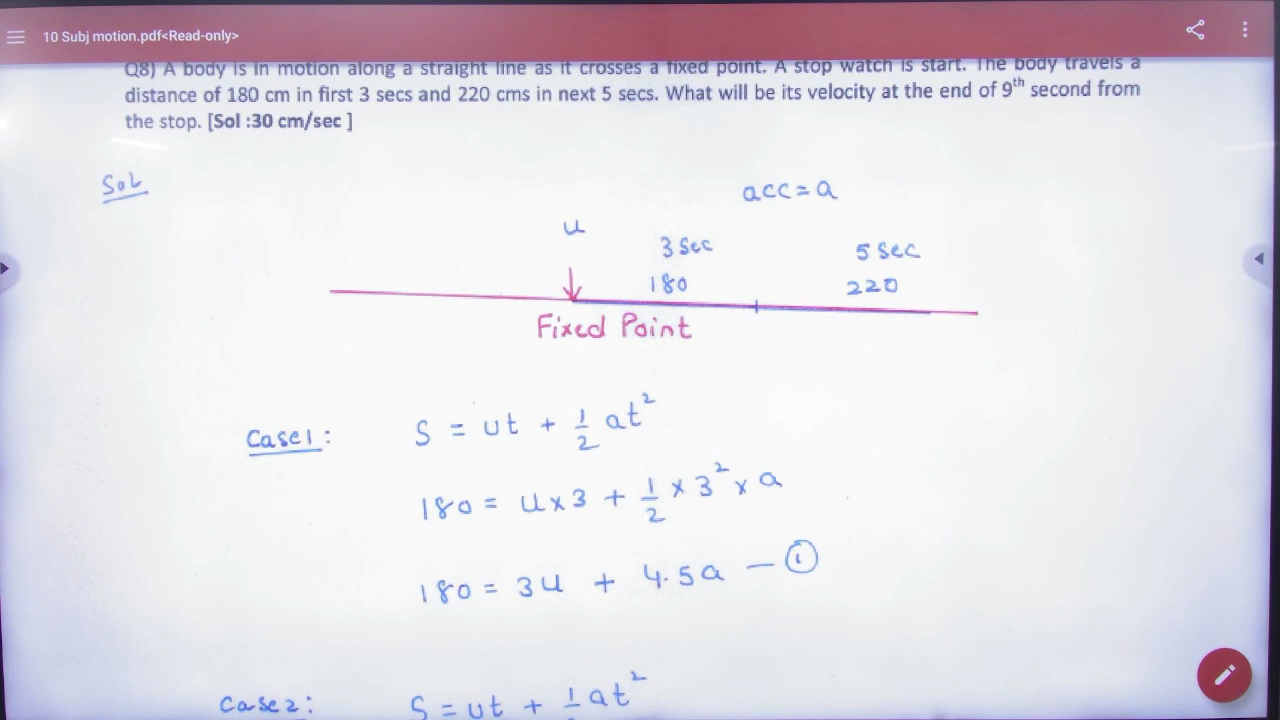 10 Subj motion.pdf<Read-only>
Q8) A body is in motion along a straight line as it crosses a fixed point. A stop watch is start. The body travels a
distance of 180 cm in first 3 secs and 220 cms in next 5 secs. What will be its velocity at the end of 9th second from
the stop. [Sol :30 cm/sec ]
Sol
acc = a
u
3 Sec 5 Sec
180 220
Fixed Point
Case1: S = ut + 1/2 at²
180 = u×3 + 1/2 × 3² × a
180 = 3u + 4.5a — ①
Case2: S = ut + 1/2 at²